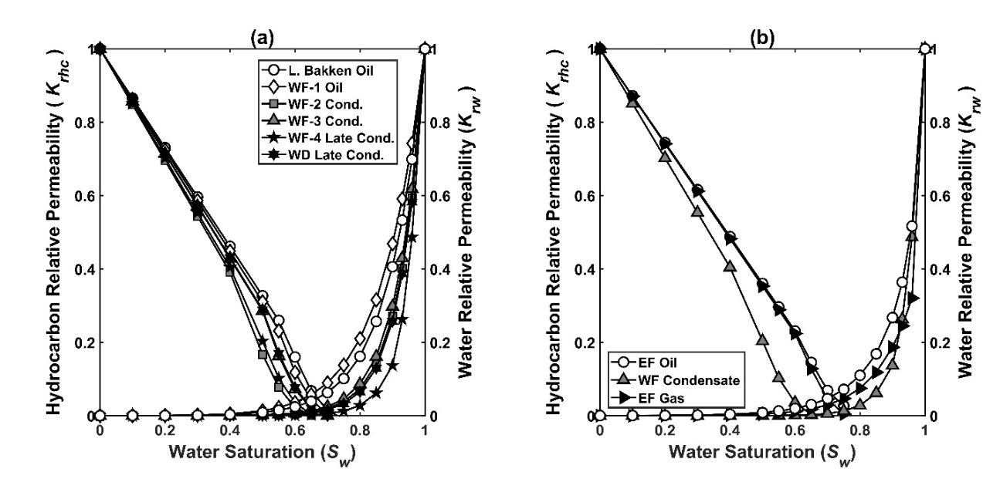 (a)
Hydrocarbon Relative Permeability ( Krhc )
1
0.8
0.6
0.4
0.2
0
0 0.2 0.4 0.6 0.8 1
Water Saturation (Sw)
1
0.8
0.6
0.4
0.2
0
Water Relative Permeability (Krw )
L. Bakken Oil
WF-1 Oil
WF-2 Cond.
WF-3 Cond.
WF-4 Late Cond.
WD Late Cond.
(b)
Hydrocarbon Relative Permeability ( Krhc )
1
0.8
0.6
0.4
0.2
0
0 0.2 0.4 0.6 0.8 1
Water Saturation (Sw)
1
0.8
0.6
0.4
0.2
0
Water Relative Permeability (Krw )
EF Oil
WF Condensate
EF Gas